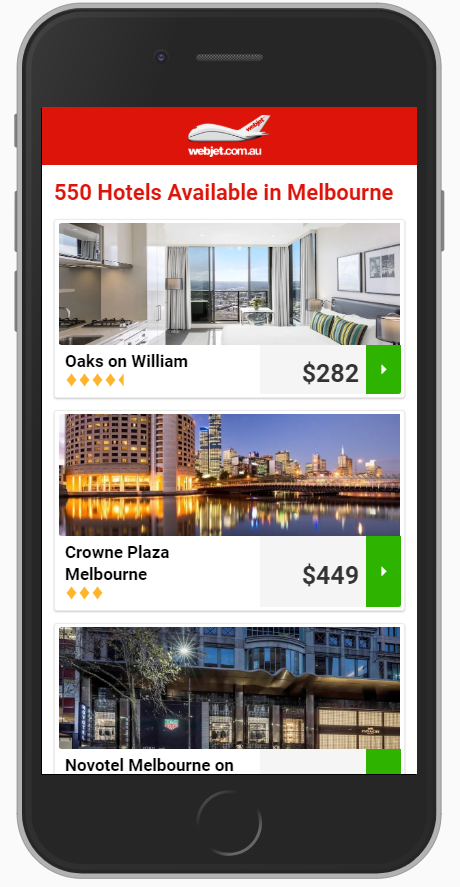 webjet
webjet.com.au
550 Hotels Available in Melbourne
Oaks on William
$282
Crowne Plaza
Melbourne
$449
Novotel Melbourne on